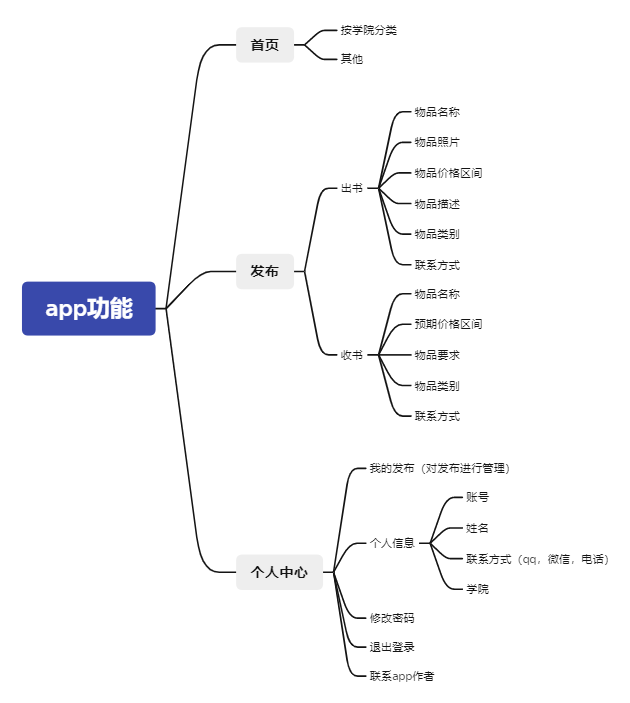 app功能
首页
按学院分类
其他
发布
出书
物品名称
物品照片
物品价格区间
物品描述
物品类别
联系方式
收书
物品名称
预期价格区间
物品要求
物品类别
联系方式
个人中心
我的发布（对发布进行管理）
个人信息
账号
姓名
联系方式（qq，微信，电话）
学院
修改密码
退出登录
联系app作者